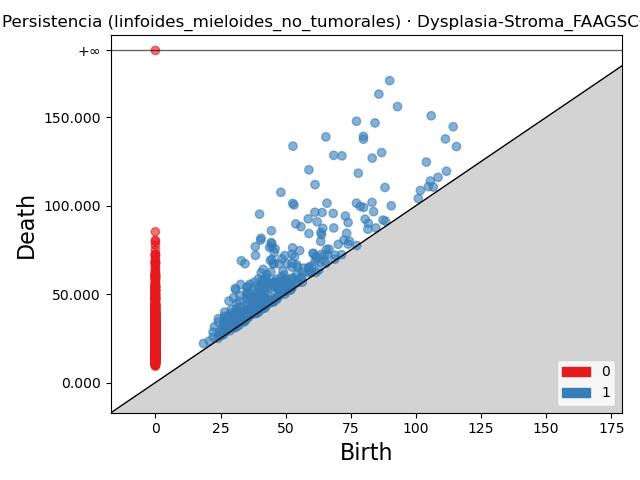 Persistencia (linfoides_mieloides_no_tumorales) · Dysplasia-Stroma_FAAGSC
+∞
150.000
100.000
50.000
0.000
Death
0
1
0 25 50 75 100 125 150 175
Birth